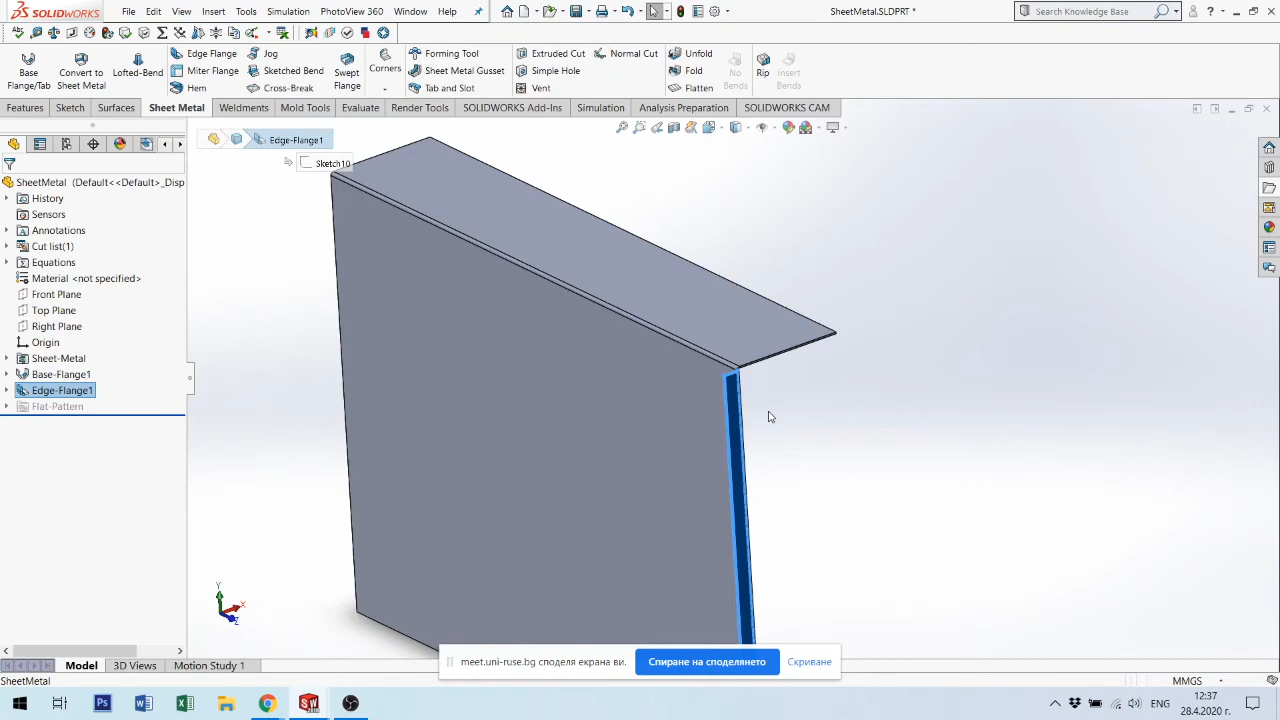 SOLIDWORKS
File
Edit
View
Insert
Tools
Simulation
PhotoView 360
Window
Help
SheetMetal.SLDPRT *
Search Knowledge Base
Base Flange/Tab
Convert to Sheet Metal
Lofted-Bend
Edge Flange
Miter Flange
Hem
Jog
Sketched Bend
Cross-Break
Swept Flange
Corners
Forming Tool
Sheet Metal Gusset
Tab and Slot
Extruded Cut
Simple Hole
Vent
Normal Cut
Unfold
Fold
Flatten
No Bends
Rip
Insert Bends
Features
Sketch
Surfaces
Sheet Metal
Weldments
Mold Tools
Evaluate
Render Tools
SOLIDWORKS Add-Ins
Simulation
Analysis Preparation
SOLIDWORKS CAM
Edge-Flange1
Sketch10
SheetMetal (Default<<Default>_Disp
History
Sensors
Annotations
Cut list(1)
Equations
Material <not specified>
Front Plane
Top Plane
Right Plane
Origin
Sheet-Metal
Base-Flange1
Edge-Flange1
Flat-Pattern
Y
X
Z
meet.uni-ruse.bg споделя екрана ви.
Спиране на споделянето
Скриване
Model
3D Views
Motion Study 1
SheetMetal
MMGS
ENG
12:37
28.4.2020 г.